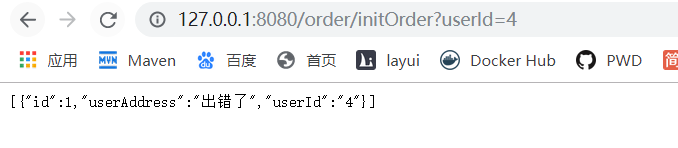 127.0.0.1:8080/order/initOrder?userId=4
应用 Maven 百度 首页 layui Docker Hub PWD 简
[{"id":1,"userAddress":"出错了","userId":"4"}]